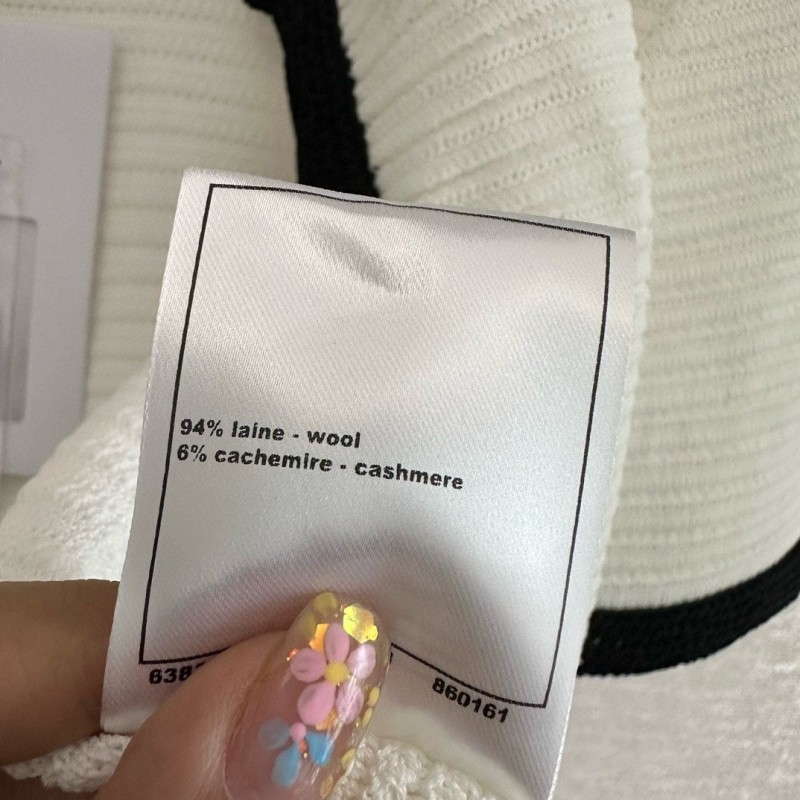 94% laine - wool
6% cachemire - cashmere
860161